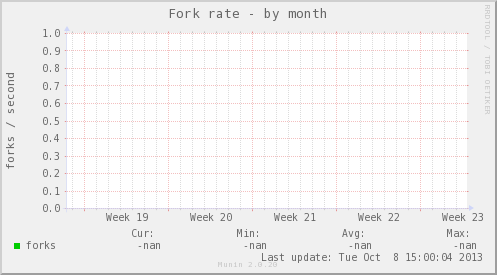 Fork rate - by month
RRDTOOL / TOBI OETIKER
forks / second
1.0
0.9
0.8
0.7
0.6
0.5
0.4
0.3
0.2
0.1
0.0
Week 19 Week 20 Week 21 Week 22 Week 23
Cur: Min: Avg: Max:
forks -nan -nan -nan -nan
Last update: Tue Oct 8 15:00:04 2013
Munin 2.0.20